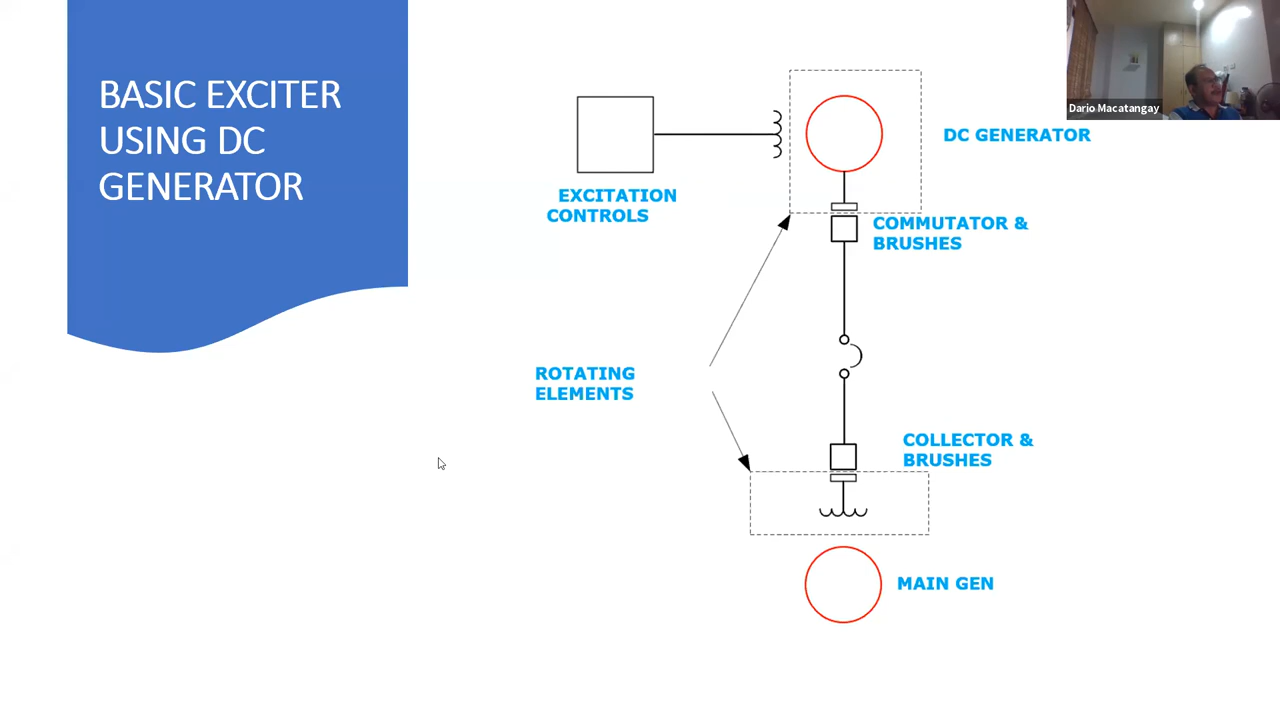 BASIC EXCITER
USING DC
GENERATOR
Dario Macatangay
DC GENERATOR
EXCITATION
CONTROLS
COMMUTATOR &
BRUSHES
ROTATING
ELEMENTS
COLLECTOR &
BRUSHES
MAIN GEN